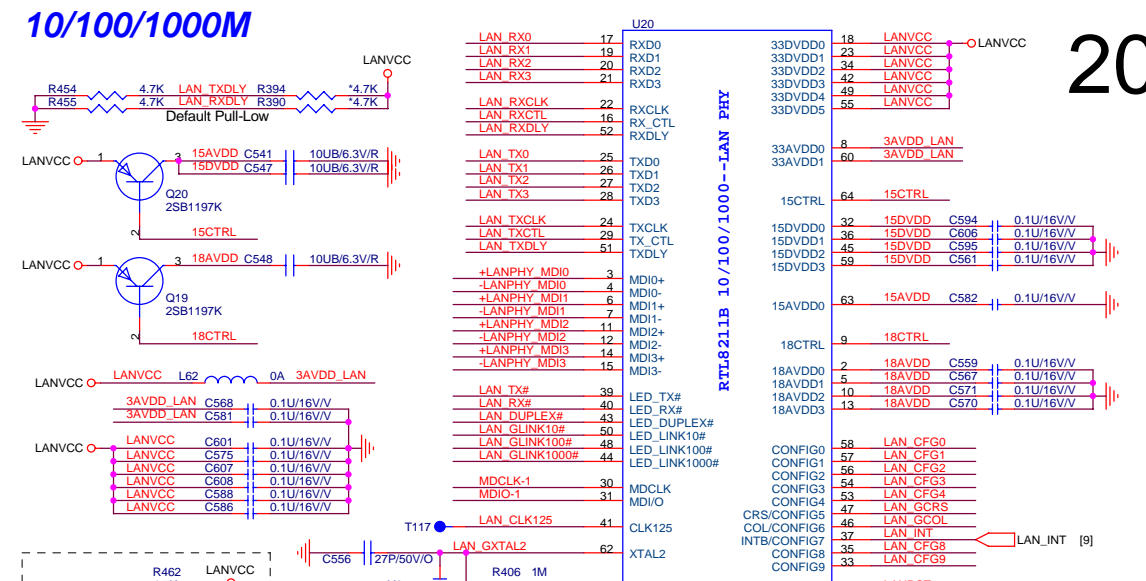 10/100/1000M
20
LANVCC
R454 4.7K LAN_TXDLY R394 *4.7K
R455 4.7K LAN_RXDLY R390 *4.7K
Default Pull-Low
LANVCC 1 3 15AVDD C541 10UB/6.3V/R
15DVDD C547 10UB/6.3V/R
Q20
2SB1197K
2 15CTRL
LANVCC 1 3 18AVDD C548 10UB/6.3V/R
Q19
2SB1197K
2 18CTRL
LANVCC LANVCC L62 0A 3AVDD_LAN
3AVDD_LAN C568 0.1U/16V/V
3AVDD_LAN C581 0.1U/16V/V
LANVCC LANVCC C601 0.1U/16V/V
LANVCC C575 0.1U/16V/V
LANVCC C607 0.1U/16V/V
LANVCC C608 0.1U/16V/V
LANVCC C588 0.1U/16V/V
LANVCC C586 0.1U/16V/V
R462 LANVCC
U20
RTL8211B 10/100/1000--LAN PHY
LAN_RX0 17 RXD0
LAN_RX1 19 RXD1
LAN_RX2 20 RXD2
LAN_RX3 21 RXD3
LAN_RXCLK 22 RXCLK
LAN_RXCTL 16 RX_CTL
LAN_RXDLY 52 RXDLY
LAN_TX0 25 TXD0
LAN_TX1 26 TXD1
LAN_TX2 27 TXD2
LAN_TX3 28 TXD3
LAN_TXCLK 24 TXCLK
LAN_TXCTL 29 TX_CTL
LAN_TXDLY 51 TXDLY
+LANPHY_MDI0 3 MDI0+
-LANPHY_MDI0 4 MDI0-
+LANPHY_MDI1 6 MDI1+
-LANPHY_MDI1 7 MDI1-
+LANPHY_MDI2 11 MDI2+
-LANPHY_MDI2 12 MDI2-
+LANPHY_MDI3 14 MDI3+
-LANPHY_MDI3 15 MDI3-
LAN_TX# 39 LED_TX#
LAN_RX# 40 LED_RX#
LAN_DUPLEX# 43 LED_DUPLEX#
LAN_GLINK10# 50 LED_LINK10#
LAN_GLINK100# 48 LED_LINK100#
LAN_GLINK1000# 44 LED_LINK1000#
MDCLK-1 30 MDCLK
MDIO-1 31 MDI/O
T117 LAN_CLK125 41 CLK125
C556 27P/50V/O LAN_GXTAL2 62 XTAL2
R406 1M
33DVDD0 18 LANVCC LANVCC
33DVDD1 23 LANVCC
33DVDD2 34 LANVCC
33DVDD3 42 LANVCC
33DVDD4 49 LANVCC
33DVDD5 55 LANVCC
33AVDD0 8 3AVDD_LAN
33AVDD1 60 3AVDD_LAN
15CTRL 64 15CTRL
15DVDD0 32 15DVDD C594 0.1U/16V/V
15DVDD1 36 15DVDD C606 0.1U/16V/V
15DVDD2 45 15DVDD C595 0.1U/16V/V
15DVDD3 59 15DVDD C561 0.1U/16V/V
15AVDD0 63 15AVDD C582 0.1U/16V/V
18CTRL 9 18CTRL
18AVDD0 2 18AVDD C559 0.1U/16V/V
18AVDD1 5 18AVDD C567 0.1U/16V/V
18AVDD2 10 18AVDD C571 0.1U/16V/V
18AVDD3 13 18AVDD C570 0.1U/16V/V
CONFIG0 58 LAN_CFG0
CONFIG1 57 LAN_CFG1
CONFIG2 56 LAN_CFG2
CONFIG3 54 LAN_CFG3
CONFIG4 53 LAN_CFG4
CRS/CONFIG5 47 LAN_GCRS
COL/CONFIG6 46 LAN_GCOL
INTB/CONFIG7 37 LAN_INT LAN_INT [9]
CONFIG8 35 LAN_CFG8
CONFIG9 33 LAN_CFG9